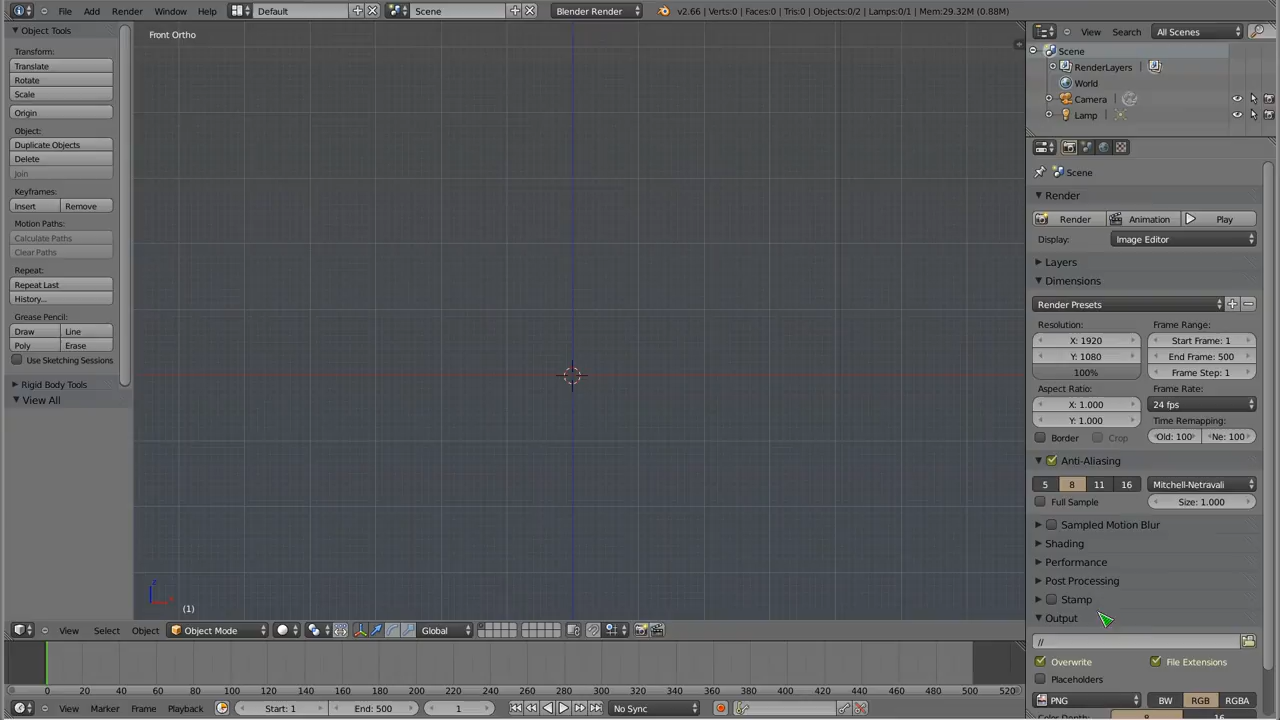 File Add Render Window Help Default Scene Blender Render v2.66 | Verts:0 | Faces:0 | Tris:0 | Objects:0/2 | Lamps:0/1 | Mem:29.32M (0.88M)
Object Tools
Transform:
Translate
Rotate
Scale
Origin
Object:
Duplicate Objects
Delete
Join
Keyframes:
Insert Remove
Motion Paths:
Calculate Paths
Clear Paths
Repeat:
Repeat Last
History...
Grease Pencil:
Draw Line
Poly Erase
Use Sketching Sessions
Rigid Body Tools
View All
Front Ortho
z
(1)
View Select Object Object Mode Global
0 20 40 60 80 100 120 140 160 180 200 220 240 260 280 300 320 340 360 380 400 420 440 460 480 500 520
View Marker Frame Playback Start: 1 End: 500 1 No Sync
View Search All Scenes
Scene
RenderLayers
World
Camera
Lamp
Scene
Render
Render Animation Play
Display: Image Editor
Layers
Dimensions
Render Presets
Resolution: Frame Range:
X: 1920 Start Frame: 1
Y: 1080 End Frame: 500
100% Frame Step: 1
Aspect Ratio: Frame Rate:
X: 1.000 24 fps
Y: 1.000 Time Remapping:
Border Crop Old: 100 Ne: 100
Anti-Aliasing
5 8 11 16 Mitchell-Netravali
Full Sample Size: 1.000
Sampled Motion Blur
Shading
Performance
Post Processing
Stamp
Output
//
Overwrite File Extensions
Placeholders
PNG BW RGB RGBA
Color Depth: 8 16